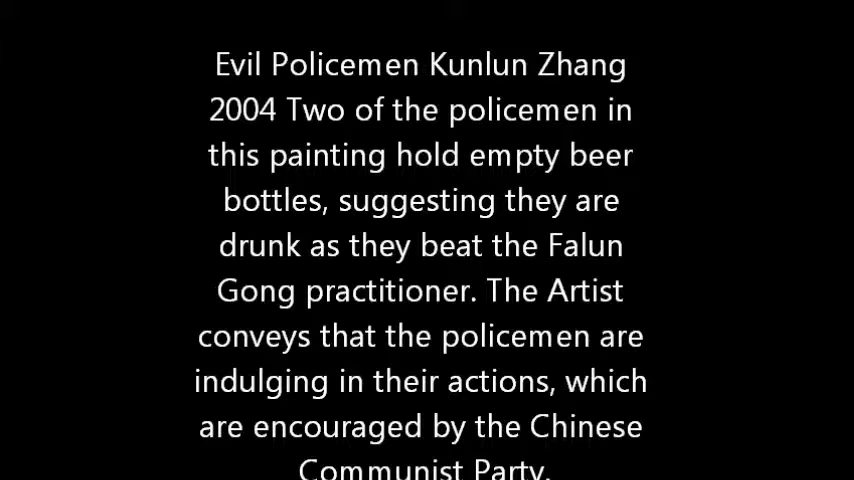 Evil Policemen Kunlun Zhang
2004 Two of the policemen in
this painting hold empty beer
bottles, suggesting they are
drunk as they beat the Falun
Gong practitioner. The Artist
conveys that the policemen are
indulging in their actions, which
are encouraged by the Chinese
Communist Party.